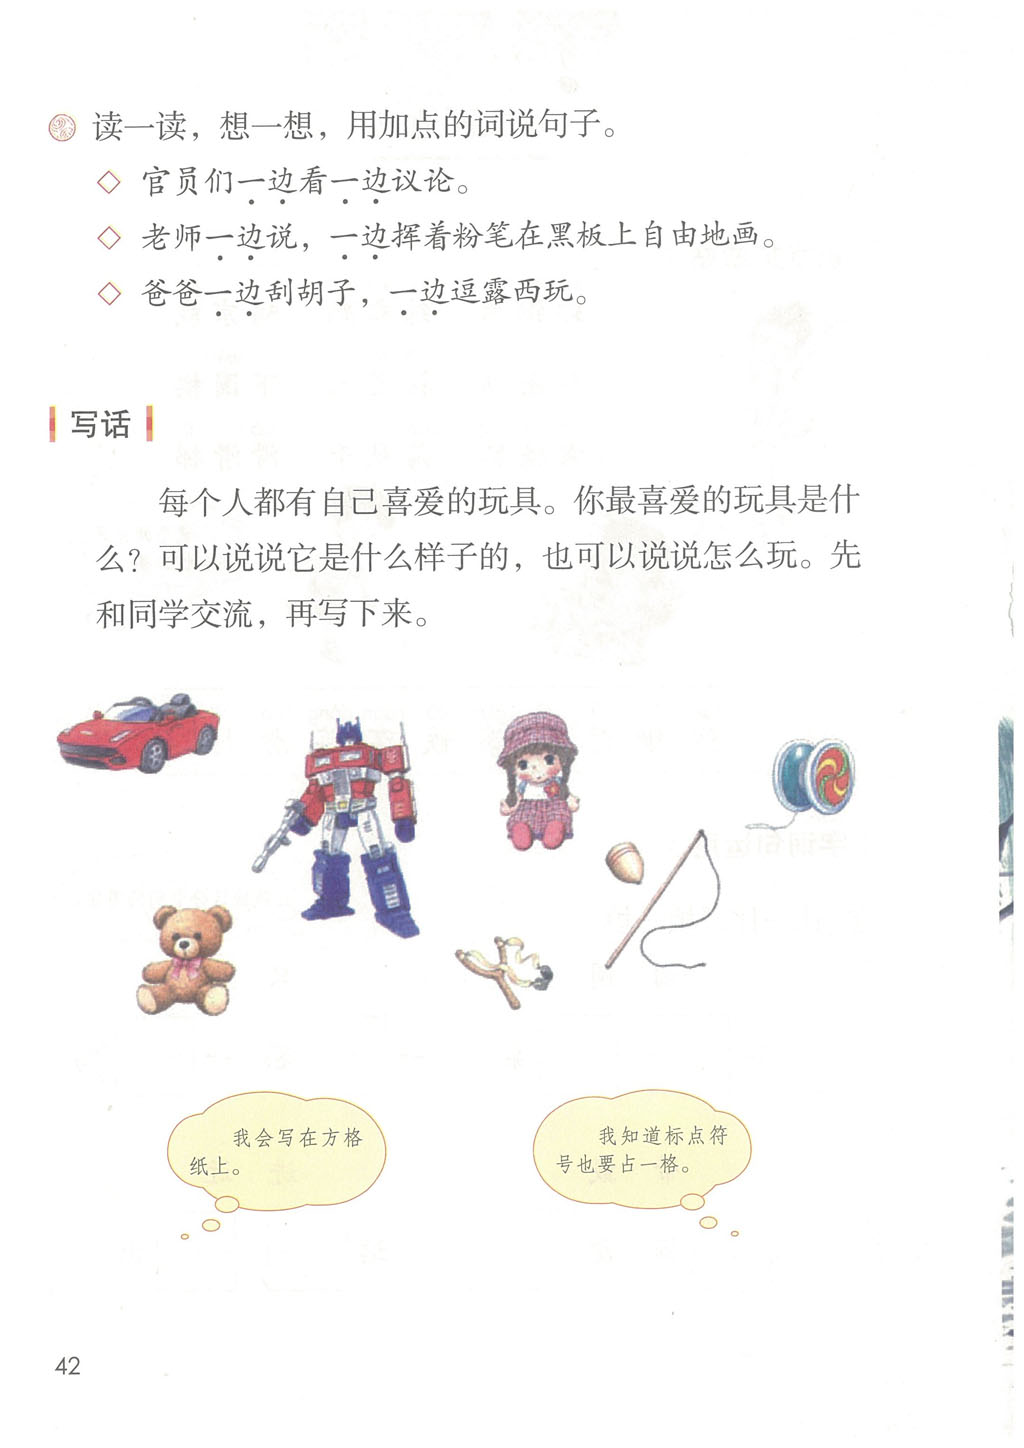 读一读，想一想，用加点的词说句子。
官员们一边看一边议论。
老师一边说，一边挥着粉笔在黑板上自由地画。
爸爸一边刮胡子，一边逗露西玩。
写话
每个人都有自己喜爱的玩具。你最喜爱的玩具是什
么？可以说说它是什么样子的，也可以说说怎么玩。先
和同学交流，再写下来。
我会写在方格
纸上。
我知道标点符
号也要占一格。
42